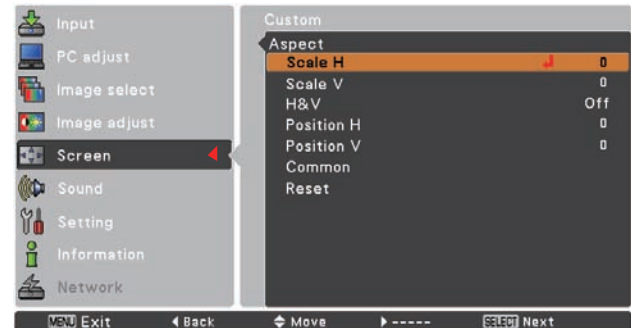 Input
PC adjust
Image select
Image adjust
Screen
Sound
Setting
Information
Network
Custom
Aspect
Scale H 0
Scale V 0
H&V Off
Position H 0
Position V 0
Common
Reset
MENU Exit Back Move ----- SELECT Next